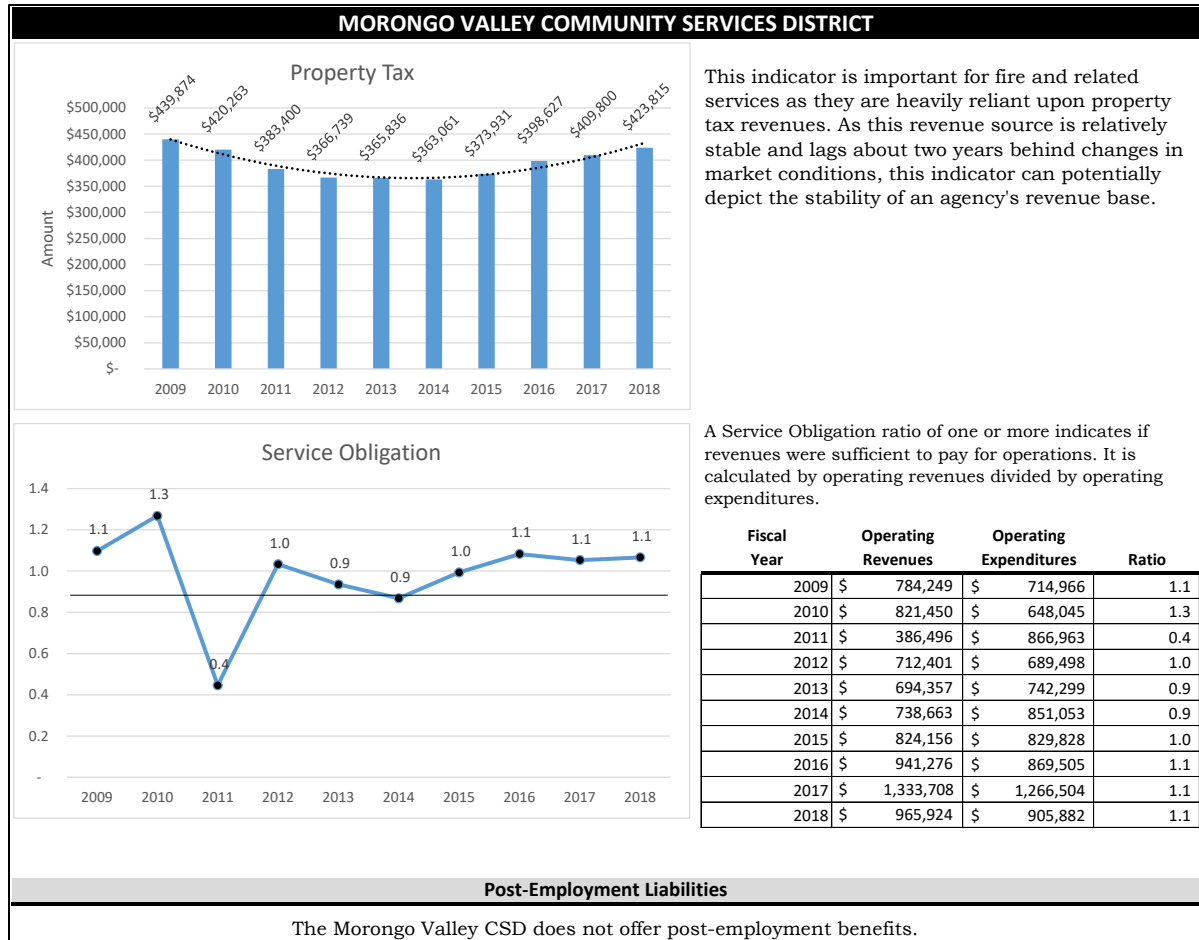 MORONGO VALLEY COMMUNITY SERVICES DISTRICT
Property Tax
$439,874
$420,263
$383,400
$366,739
$365,836
$363,061
$373,931
$398,627
$409,800
$423,815
$500,000
$450,000
$400,000
$350,000
$300,000
$250,000
$200,000
$150,000
$100,000
$50,000
$-
Amount
2009 2010 2011 2012 2013 2014 2015 2016 2017 2018
This indicator is important for fire and related
services as they are heavily reliant upon property
tax revenues. As this revenue source is relatively
stable and lags about two years behind changes in
market conditions, this indicator can potentially
depict the stability of an agency's revenue base.
Service Obligation
1.4
1.2
1.0
0.8
0.6
0.4
0.2
-
1.1
1.3
0.4
1.0
0.9
0.9
1.0
1.1
1.1
1.1
2009 2010 2011 2012 2013 2014 2015 2016 2017 2018
A Service Obligation ratio of one or more indicates if
revenues were sufficient to pay for operations. It is
calculated by operating revenues divided by operating
expenditures.
Fiscal Operating Operating
Year Revenues Expenditures Ratio
2009 $ 784,249 $ 714,966 1.1
2010 $ 821,450 $ 648,045 1.3
2011 $ 386,496 $ 866,963 0.4
2012 $ 712,401 $ 689,498 1.0
2013 $ 694,357 $ 742,299 0.9
2014 $ 738,663 $ 851,053 0.9
2015 $ 824,156 $ 829,828 1.0
2016 $ 941,276 $ 869,505 1.1
2017 $ 1,333,708 $ 1,266,504 1.1
2018 $ 965,924 $ 905,882 1.1
Post-Employment Liabilities
The Morongo Valley CSD does not offer post-employment benefits.